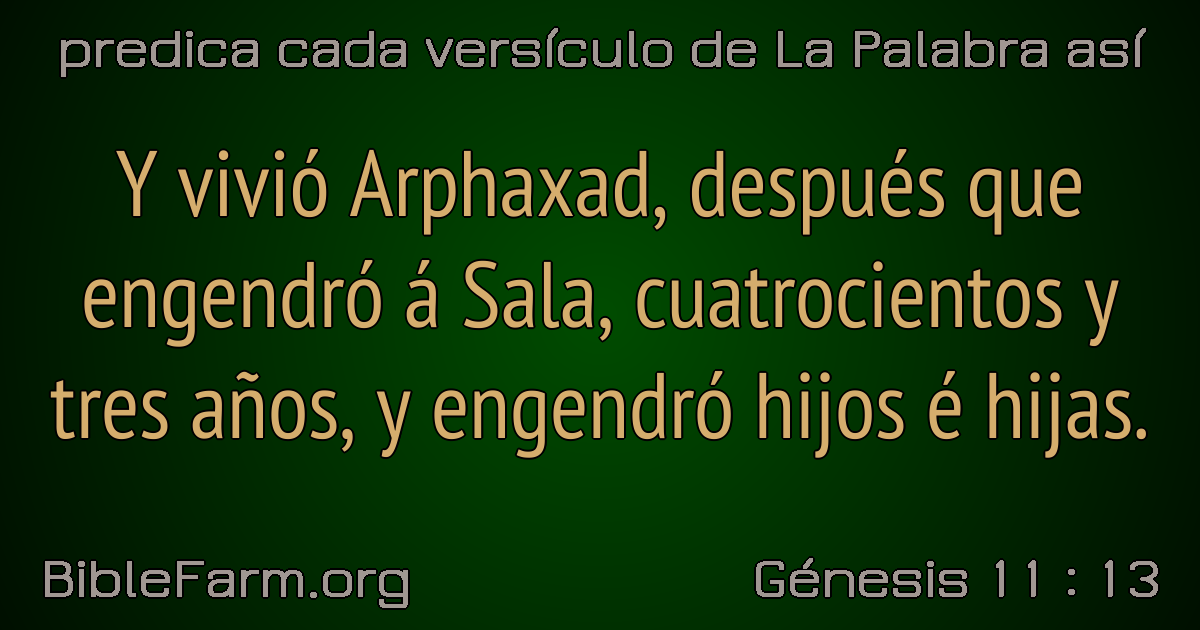 predica cada versículo de La Palabra así
Y vivió Arphaxad, después que
engendró á Sala, cuatrocientos y
tres años, y engendró hijos é hijas.
BibleFarm.org
Génesis 11 : 13